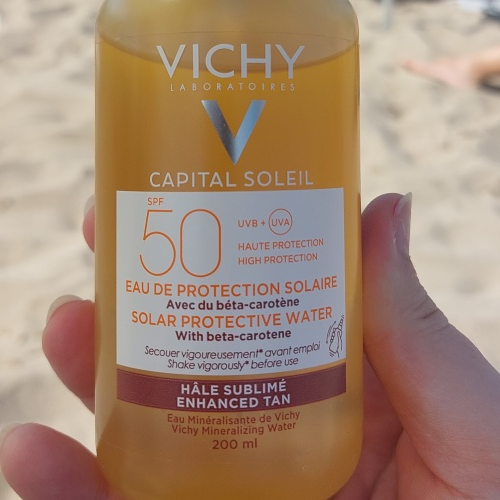 VICHY
LABORATOIRES
CAPITAL SOLEIL
SPF
50
UVB + UVA
HAUTE PROTECTION
HIGH PROTECTION
EAU DE PROTECTION SOLAIRE
Avec du béta-carotène
SOLAR PROTECTIVE WATER
With beta-carotene
Secouer vigoureusement* avant emploi
Shake vigorously* before use
HÂLE SUBLIMÉ
ENHANCED TAN
Eau Minéralisante de Vichy
Vichy Mineralizing Water
200 ml